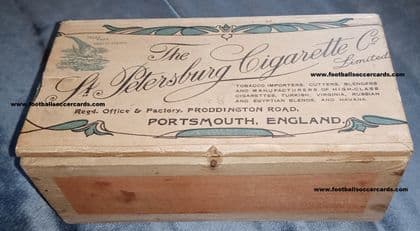 www.footballsoccercards.com
The
St. Petersburg Cigarette Co.
Limited.
TOBACCO IMPORTERS, CUTTERS, BLENDERS
AND MANUFACTURERS OF HIGH-CLASS
CIGARETTES, TURKISH, VIRGINIA, RUSSIAN
AND EGYPTIAN BLENDS, AND HAVANA.
Regd. Office & Factory, PRODDINGTON ROAD,
PORTSMOUTH, ENGLAND.
www.footballsoccercards.com
www.footballsoccercards.com